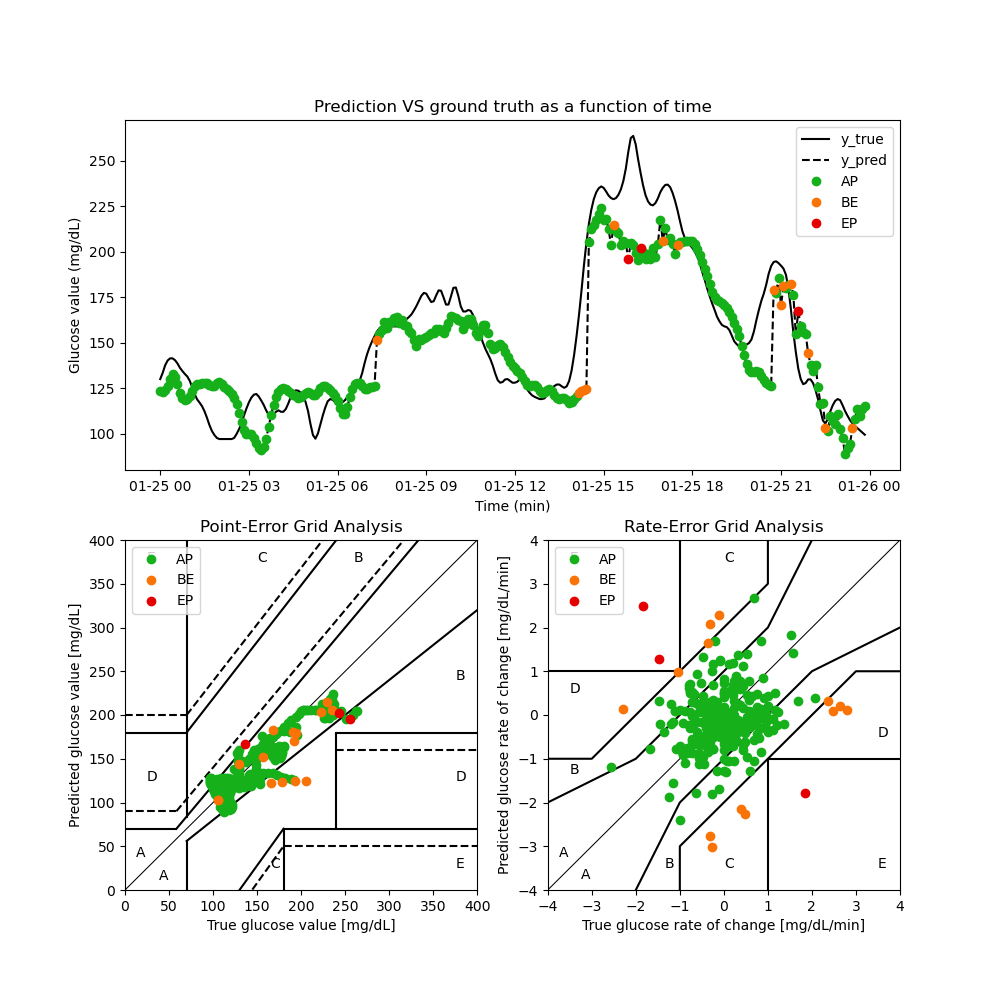 Prediction VS ground truth as a function of time
Glucose value (mg/dL)
250
225
200
175
150
125
100
y_true
y_pred
AP
BE
EP
01-25 00 01-25 03 01-25 06 01-25 09 01-25 12 01-25 15 01-25 18 01-25 21 01-26 00
Time (min)
Point-Error Grid Analysis
Predicted glucose value [mg/dL]
400
350
300
250
200
150
100
50
0
AP
BE
EP
C
B
B
D
D
A
A
C
E
0 50 100 150 200 250 300 350 400
True glucose value [mg/dL]
Rate-Error Grid Analysis
Predicted glucose rate of change [mg/dL/min]
4
3
2
1
0
−1
−2
−3
−4
AP
BE
EP
C
D
D
B
A
A
B
C
E
−4 −3 −2 −1 0 1 2 3 4
True glucose rate of change [mg/dL/min]